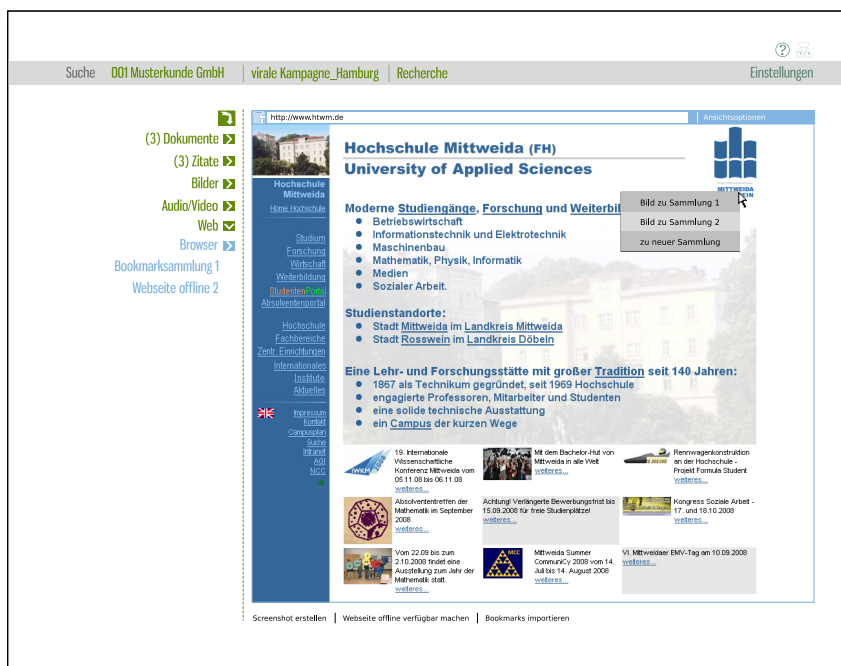 Suche 001 Musterkunde GmbH virale Kampagne_Hamburg Recherche Einstellungen
(3) Dokumente
(3) Zitate
Bilder
Audio/Video
Web
Browser
Bookmarksammlung 1
Webseite offline 2
http://www.htwm.de Ansichtsoptionen
Hochschule Mittweida
Home Hochschule
Studium
Forschung
Wirtschaft
Weiterbildung
StudentenPortal
Absolventenportal
Hochschule
Fachbereiche
Zentr. Einrichtungen
Internationales
Institute
Aktuelles
Impressum
Kontakt
Campusplan
Suche
Intranet
AGI
NCC
Hochschule Mittweida (FH)
University of Applied Sciences
MITTWEIDA
Bild zu Sammlung 1
Bild zu Sammlung 2
zu neuer Sammlung
Moderne Studiengänge, Forschung und
Betriebswirtschaft
Informationstechnik und Elektrotechnik
Maschinenbau
Mathematik, Physik, Informatik
Medien
Sozialer Arbeit.
Studienstandorte:
Stadt Mittweida im Landkreis Mittweida
Stadt Rosswein im Landkreis Döbeln
Eine Lehr- und Forschungsstätte mit großer Tradition seit 140 Jahren:
1867 als Technikum gegründet, seit 1969 Hochschule
engagierte Professoren, Mitarbeiter und Studenten
eine solide technische Ausstattung
ein Campus der kurzen Wege
IWKM 2008
19. Internationale
Wissenschaftliche
Konferenz Mittweida vom
05.11.08 bis 06.11.08
weiteres...
Mit dem Bachelor-Hut von
Mittweida in alle Welt
weiteres...
Rennwagenkonstruktion
an der Hochschule -
Projekt Formula Student
weiteres...
Absolvententreffen der
Mathematik im September
2008
weiteres...
Achtung! Verlängerte Bewerbungsfrist bis
15.09.2008 für freie Studienplätze!
weiteres...
Kongress Soziale Arbeit -
17. und 18.10.2008
weiteres...
Vom 22.09 bis zum
2.10.2008 findet eine
Ausstellung zum Jahr der
Mathematik statt.
weiteres...
MCC
Mittweida Summer
CommuniCy 2008 vom 14.
Juli bis 14. August 2008
weiteres...
VI. Mittweidaer EMV-Tag am 10.09.2008
weiteres...
Screenshot erstellen Webseite offline verfügbar machen Bookmarks importieren